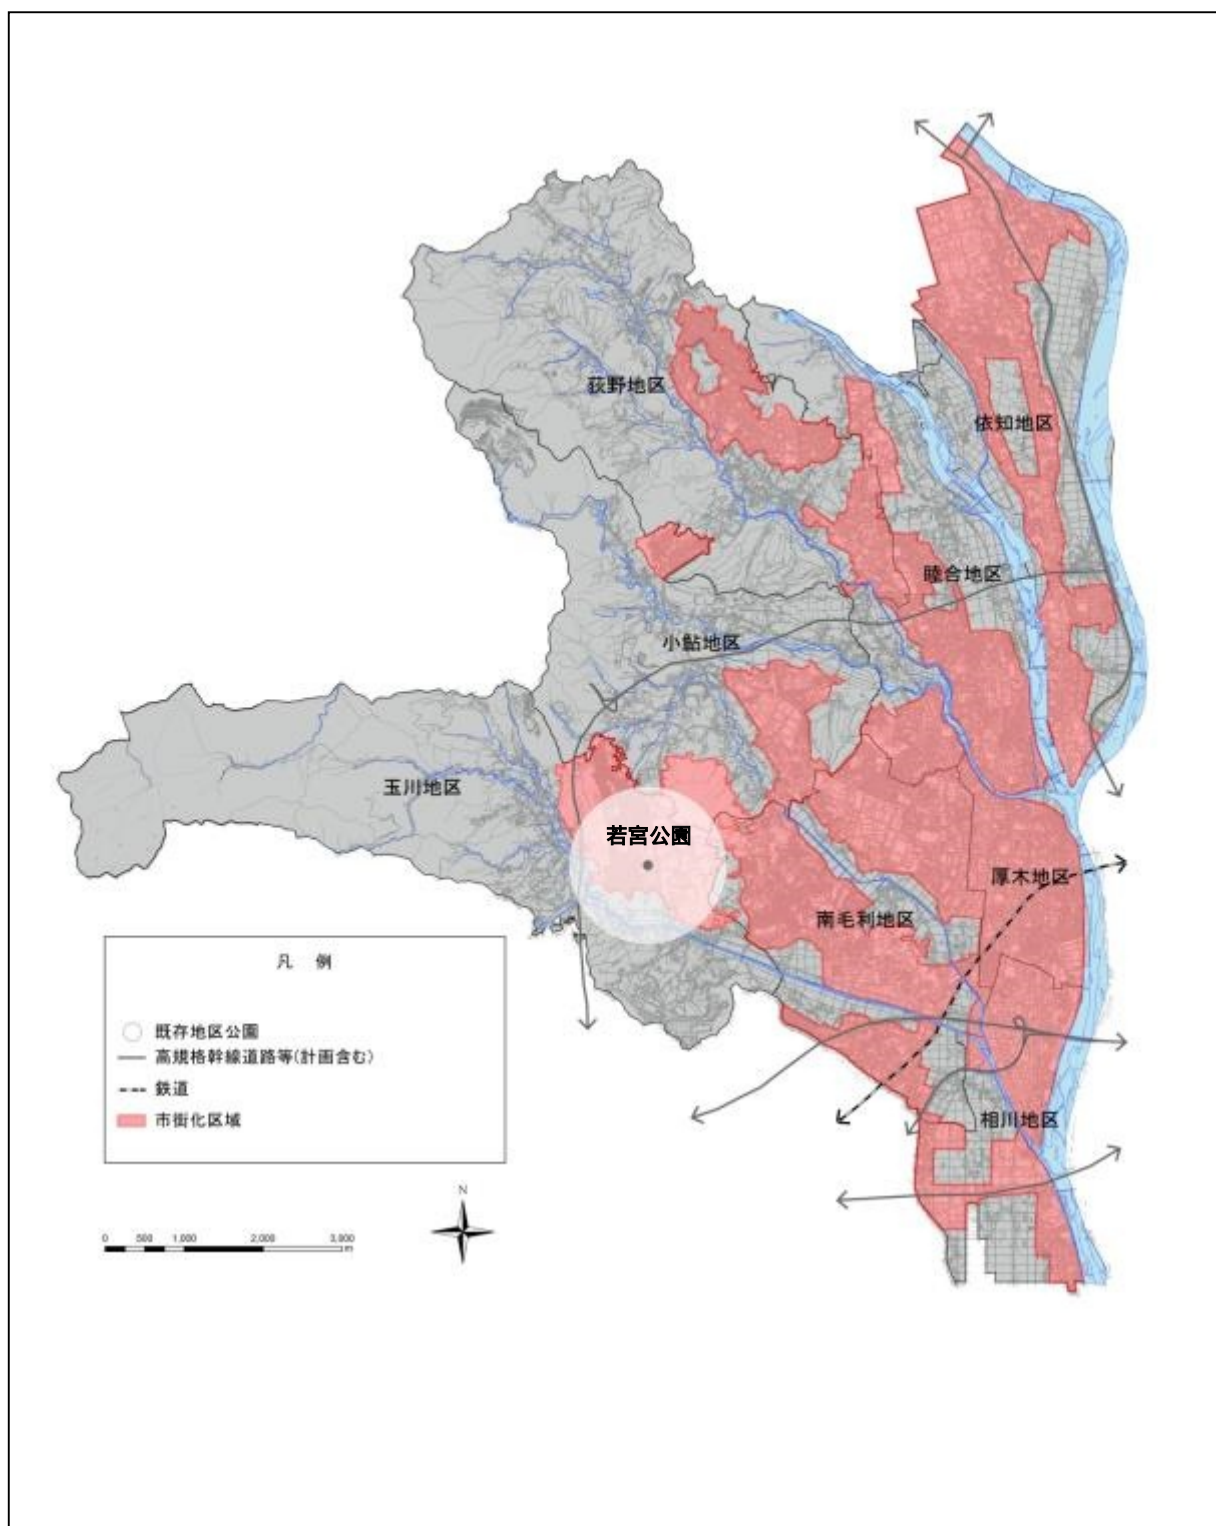 荻野地区
依知地区
睦合地区
小鮎地区
玉川地区
若宮公園
厚木地区
南毛利地区
凡 例
既存地区公園
高規格幹線道路等(計画含む)
鉄道
市街化区域
相川地区
N
0 500 1,000 2,000 3,000
m